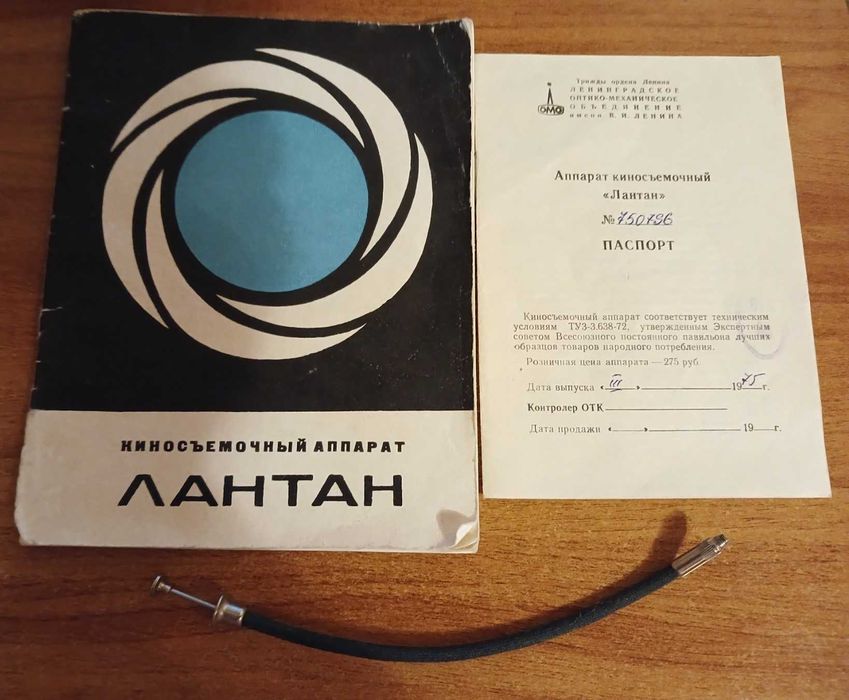 КИНОСЪЕМОЧНЫЙ АППАРАТ
ЛАНТАН
Трижды ордена Ленина
ЛЕНИНГРАДСКОЕ
ОПТИКО-МЕХАНИЧЕСКОЕ
ОБЪЕДИНЕНИЕ
имени В. И. ЛЕНИНА
ЛОМО
Аппарат киносъемочный
«Лантан»
№ 750796
ПАСПОРТ
Киносъемочный аппарат соответствует техническим
условиям ТУ3-3.638-72, утвержденным Экспертным
советом Всесоюзного постоянного павильона лучших
образцов товаров народного потребления.
Розничная цена аппарата — 275 руб.
Дата выпуска « III » 1975 г.
Контролер ОТК
Дата продажи « » 19 г.